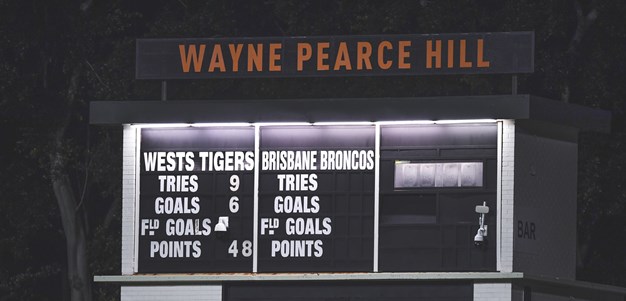 WAYNE PEARCE HILL
WESTS TIGERS
TRIES 9
GOALS 6
FLD GOALS
POINTS 48
BRISBANE BRONCOS
TRIES
GOALS
FLD GOALS
POINTS
BAR